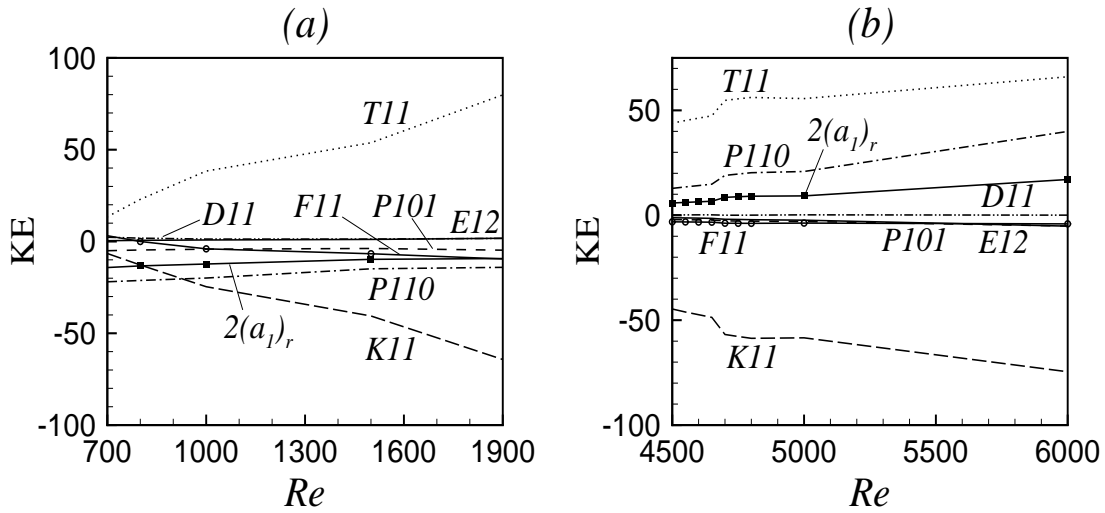 (a)
100
50
0
-50
-100
KE
T11
D11
F11
P101
E12
P110
2(a₁)ᵣ
K11
700 1000 1300 1600 1900
Re
(b)
50
0
-50
-100
KE
T11
P110
2(a₁)ᵣ
D11
F11
P101
E12
K11
4500 5000 5500 6000
Re